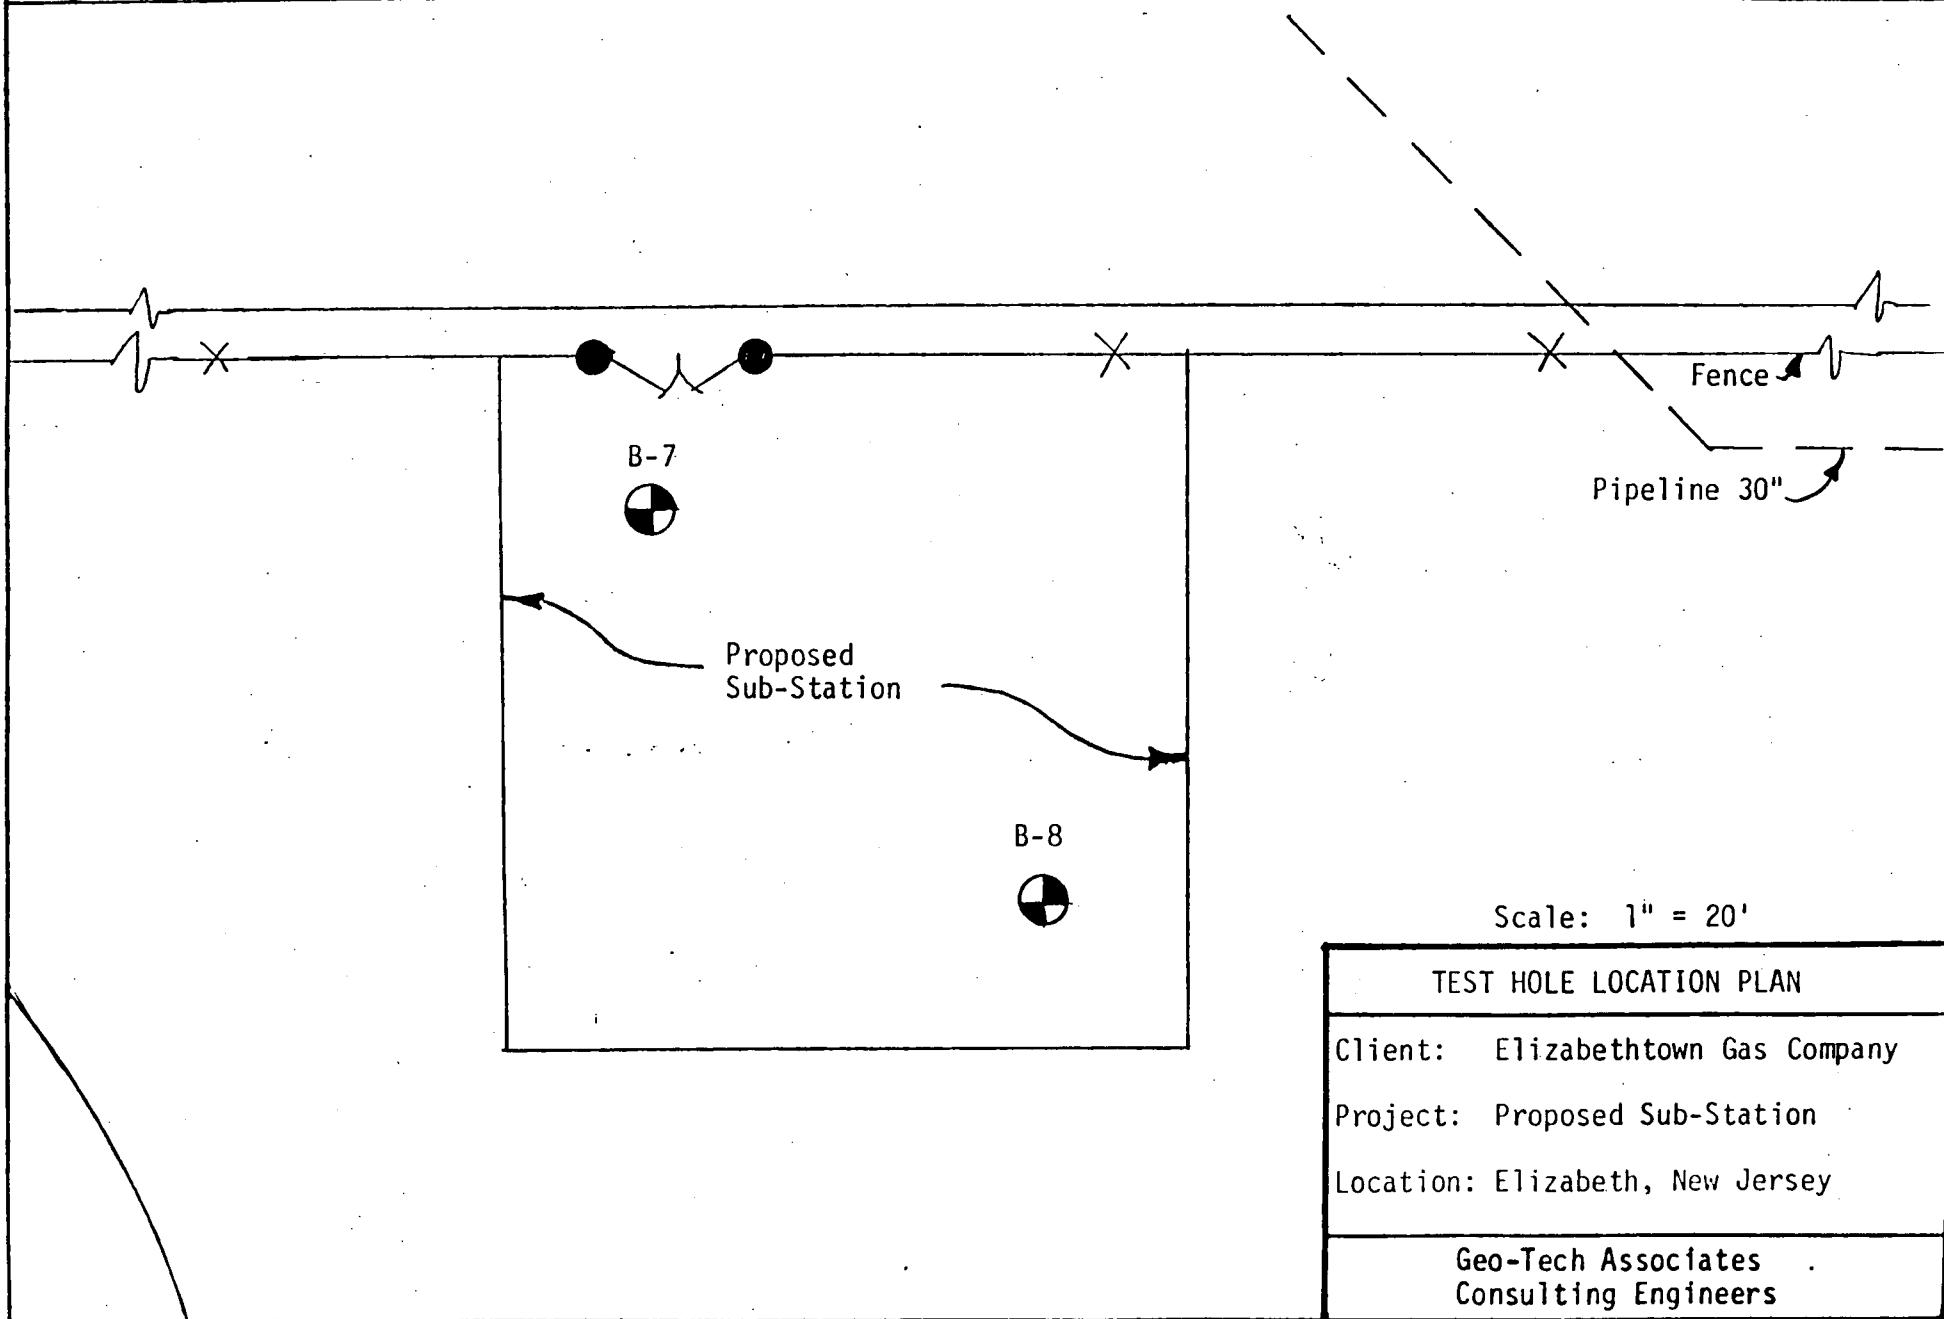 Fence
B-7
Pipeline 30"
Proposed
Sub-Station
B-8
Scale: 1" = 20'
TEST HOLE LOCATION PLAN
Client: Elizabethtown Gas Company
Project: Proposed Sub-Station
Location: Elizabeth, New Jersey
Geo-Tech Associates
Consulting Engineers